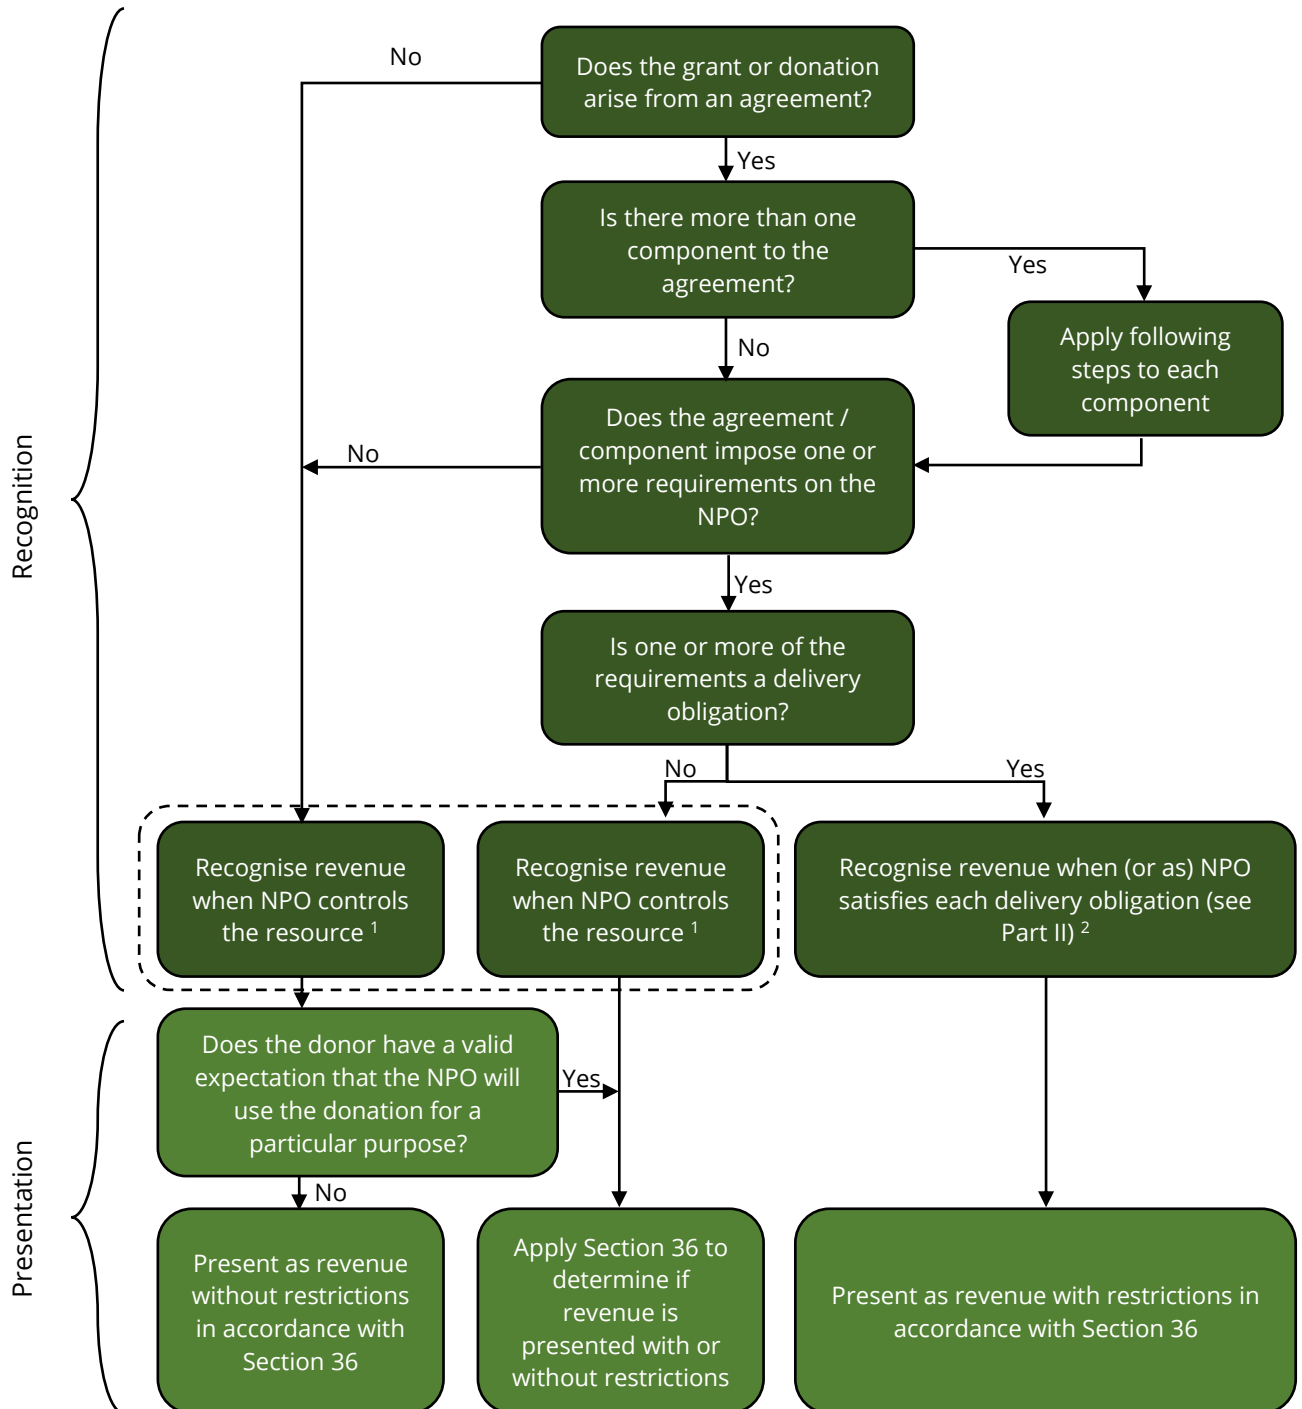 No
Does the grant or donation
arise from an agreement?
Yes
Is there more than one
component to the
agreement?
Yes
No
Apply following
steps to each
component
Does the agreement /
component impose one or
more requirements on the
NPO?
No
Recognition
Yes
Is one or more of the
requirements a delivery
obligation?
No
Yes
Recognise revenue
when NPO controls
the resource 1
Recognise revenue
when NPO controls
the resource 1
Recognise revenue when (or as) NPO
satisfies each delivery obligation (see
Part II) 2
Does the donor have a valid
expectation that the NPO will
use the donation for a
particular purpose?
Yes
Presentation
No
Present as revenue
without restrictions
in accordance with
Section 36
Apply Section 36 to
determine if
revenue is
presented with or
without restrictions
Present as revenue with restrictions in
accordance with Section 36